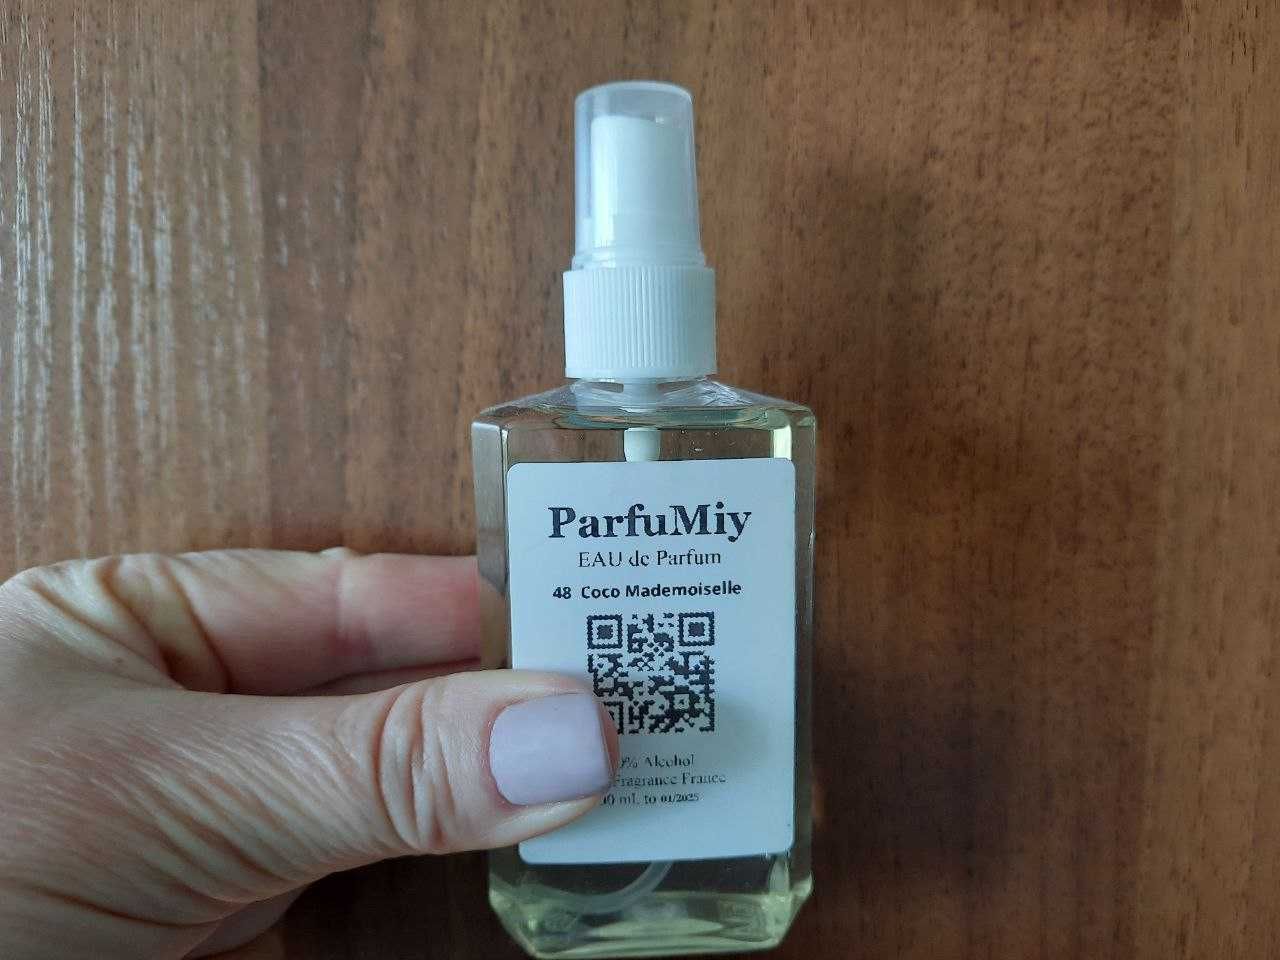 ParfuMiy
EAU de Parfum
48 Coco Mademoiselle
% Alcohol
Fragrance France
ml. to 01/2025